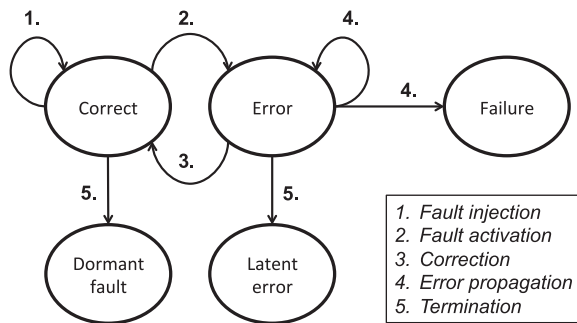 1.
2.
4.
Correct
Error
4.
Failure
3.
5.
5.
Dormant
fault
Latent
error
1. Fault injection
2. Fault activation
3. Correction
4. Error propagation
5. Termination